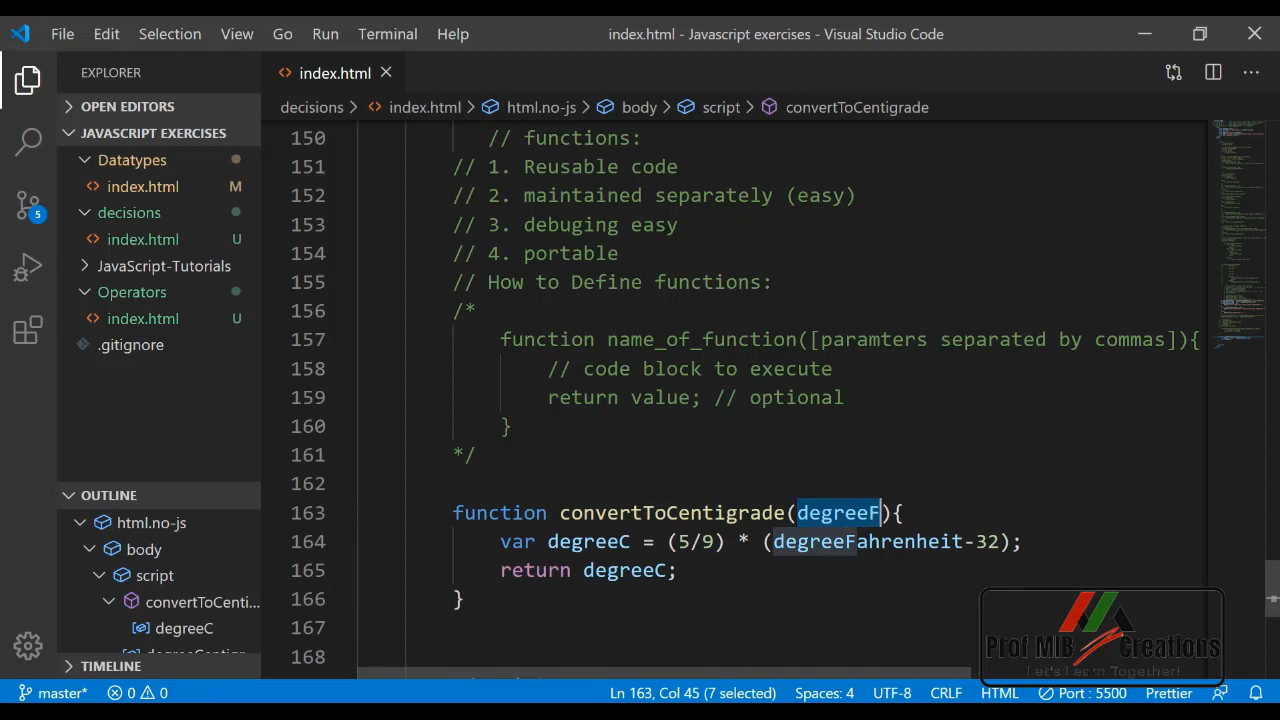 File Edit Selection View Go Run Terminal Help index.html - Javascript exercises - Visual Studio Code
EXPLORER
index.html
OPEN EDITORS
JAVASCRIPT EXERCISES
Datatypes
index.html M
decisions
index.html U
JavaScript-Tutorials
Operators
index.html U
.gitignore
5
OUTLINE
html.no-js
body
script
convertToCenti...
degreeC
TIMELINE
decisions > index.html > html.no-js > body > script > convertToCentigrade
150 // functions:
151 // 1. Reusable code
152 // 2. maintained separately (easy)
153 // 3. debuging easy
154 // 4. portable
155 // How to Define functions:
156 /*
157 function name_of_function([paramters separated by commas]){
158 // code block to execute
159 return value; // optional
160 }
161 */
162
163 function convertToCentigrade(degreeF){
164 var degreeC = (5/9) * (degreeFahrenheit-32);
165 return degreeC;
166 }
167
168
Prof MIB Creations
Let's Learn Together!
master* 0 0 Ln 163, Col 45 (7 selected) Spaces: 4 UTF-8 CRLF HTML Port : 5500 Prettier